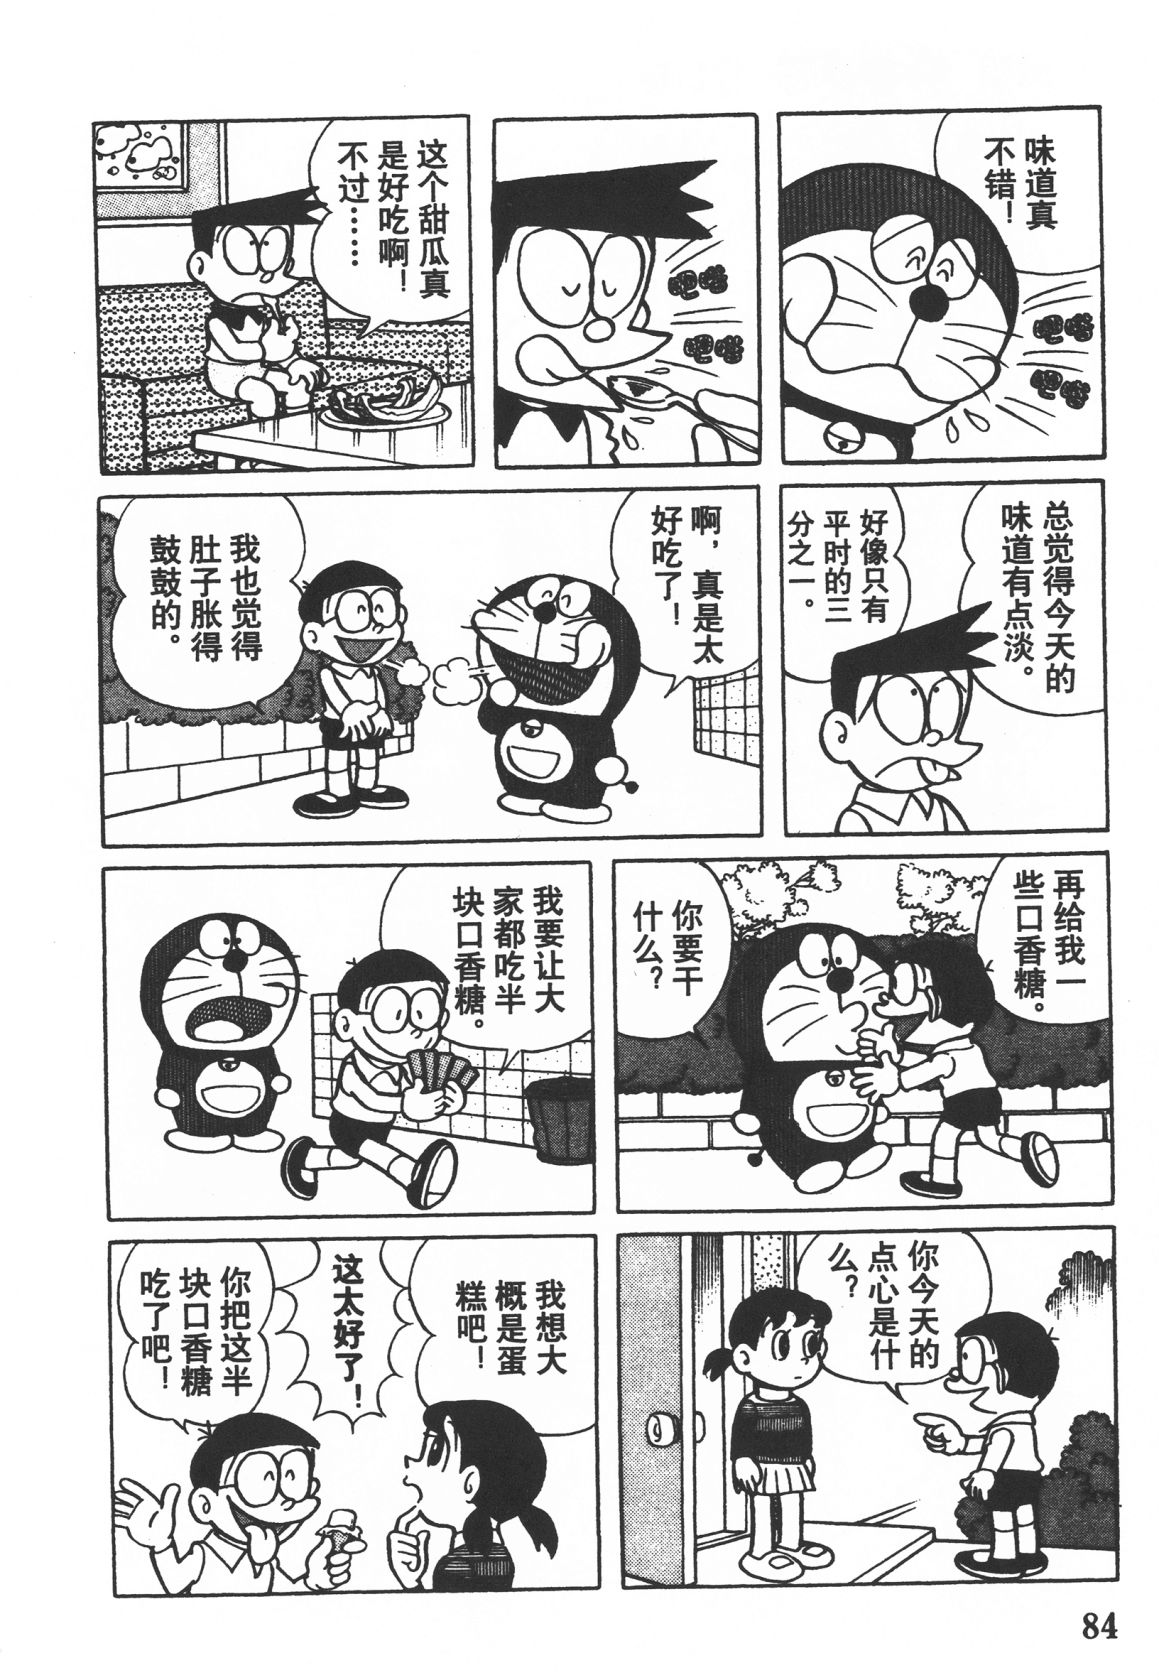 味道真
不错！
吧嗒
吧嗒
吧嗒
吧嗒
这个甜瓜真
是好吃啊！
不过……
总觉得今天的
味道有点淡。
好像只有
平时的三
分之一。
啊，真是太
好吃了！
我也觉得
肚子胀得
鼓鼓的。
再给我一
些口香糖。
你要干
什么？
我要让大
家都吃半
块口香糖。
你今天的
点心是什
么？
我想大
概是蛋
糕吧！
这太好了！
你把这半
块口香糖
吃了吧！
84